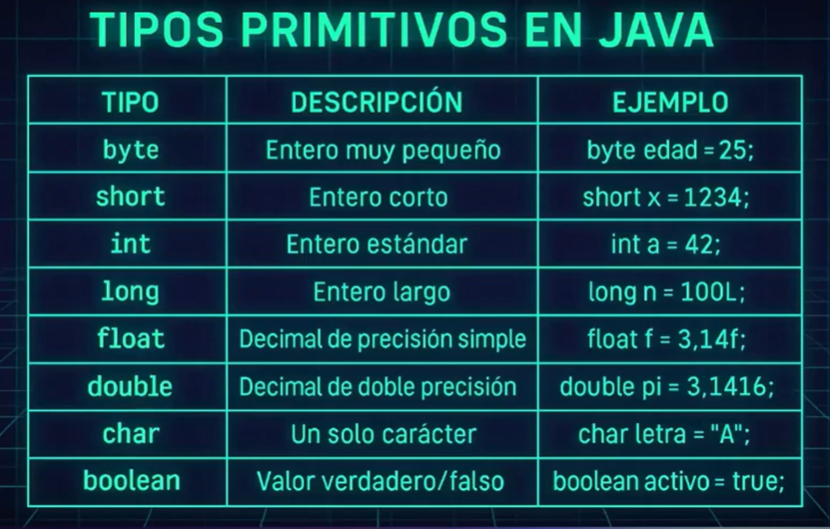 TIPOS PRIMITIVOS EN JAVA
TIPO DESCRIPCIÓN EJEMPLO
byte Entero muy pequeño byte edad = 25;
short Entero corto short x = 1234;
int Entero estándar int a = 42;
long Entero largo long n = 100L;
float Decimal de precisión simple float f = 3,14f;
double Decimal de doble precisión double pi = 3,1416;
char Un solo carácter char letra = "A";
boolean Valor verdadero/falso boolean activo = true;